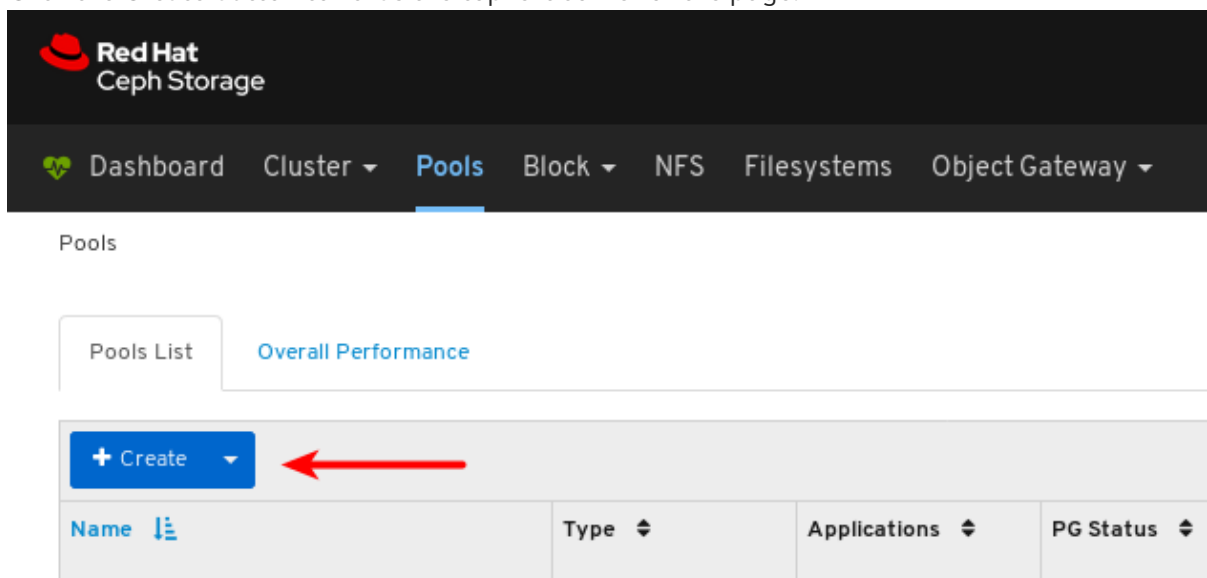 Red Hat
Ceph Storage
Dashboard Cluster Pools Block NFS Filesystems Object Gateway
Pools
Pools List Overall Performance
+ Create
Name Type Applications PG Status